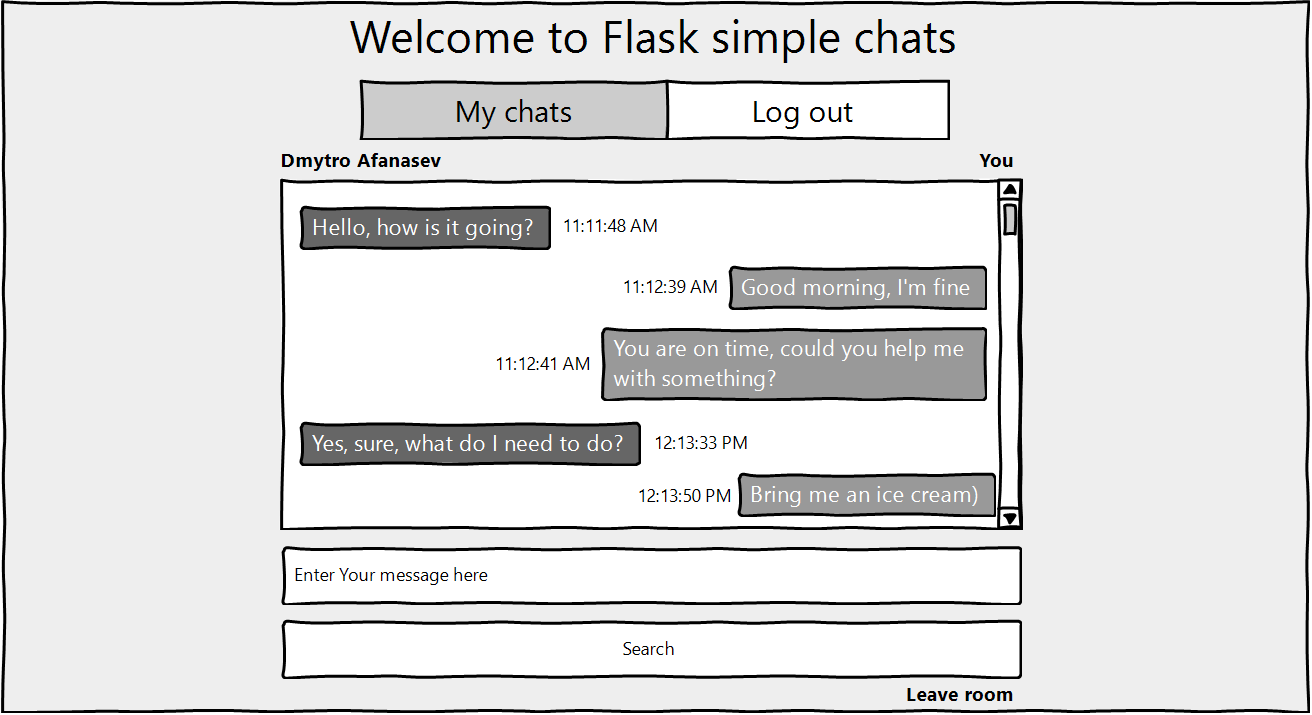 Welcome to Flask simple chats
My chats
Log out
Dmytro Afanasev
You
Hello, how is it going?
11:11:48 AM
11:12:39 AM
Good morning, I'm fine
11:12:41 AM
You are on time, could you help me
with something?
Yes, sure, what do I need to do?
12:13:33 PM
12:13:50 PM
Bring me an ice cream)
Enter Your message here
Search
Leave room